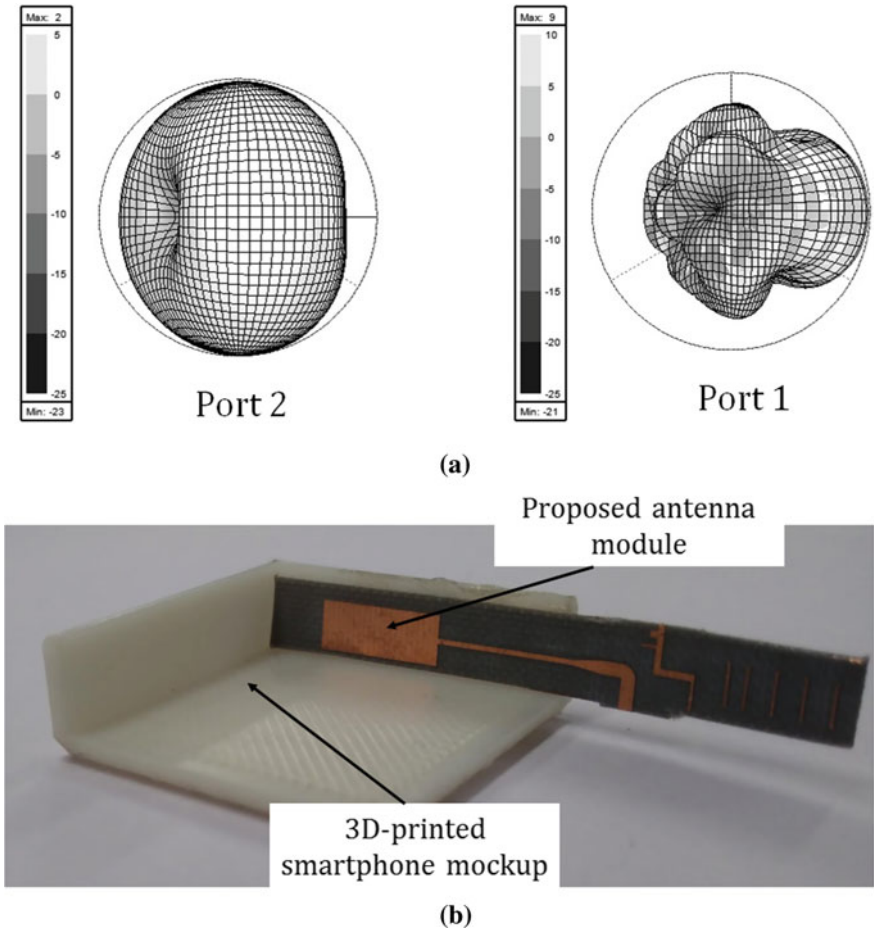 Max: 2
5
0
-5
-10
-15
-20
-25
Min: -23
Port 2
Max: 9
10
5
0
-5
-10
-15
-20
-25
Min: -21
Port 1
(a)
Proposed antenna
module
3D-printed
smartphone mockup
(b)